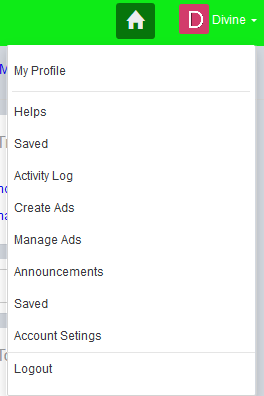 D Divine
My Profile
Helps
Saved
Activity Log
Create Ads
Manage Ads
Announcements
Saved
Account Setings
Logout